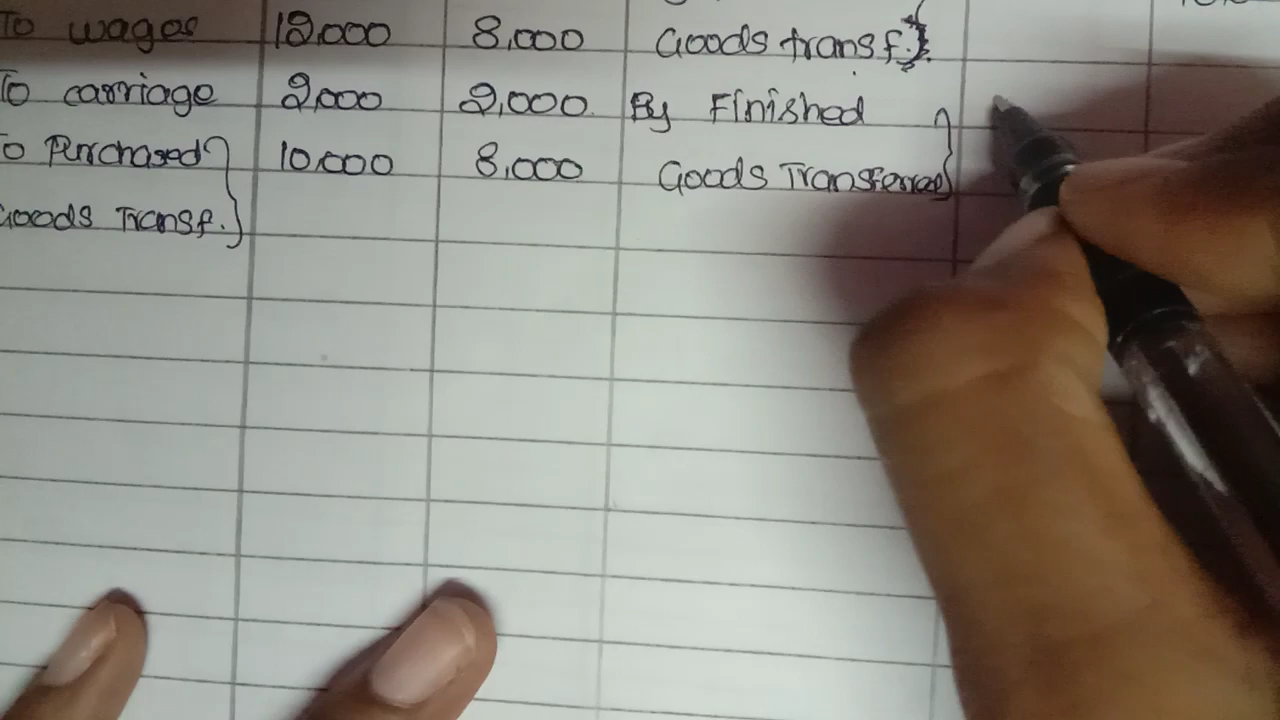 To wages 12,000 8,000 Goods transf.}
To carriage 2,000 2,000 By Finished
To Purchased 10,000 8,000 Goods Transferred
Goods Transf.